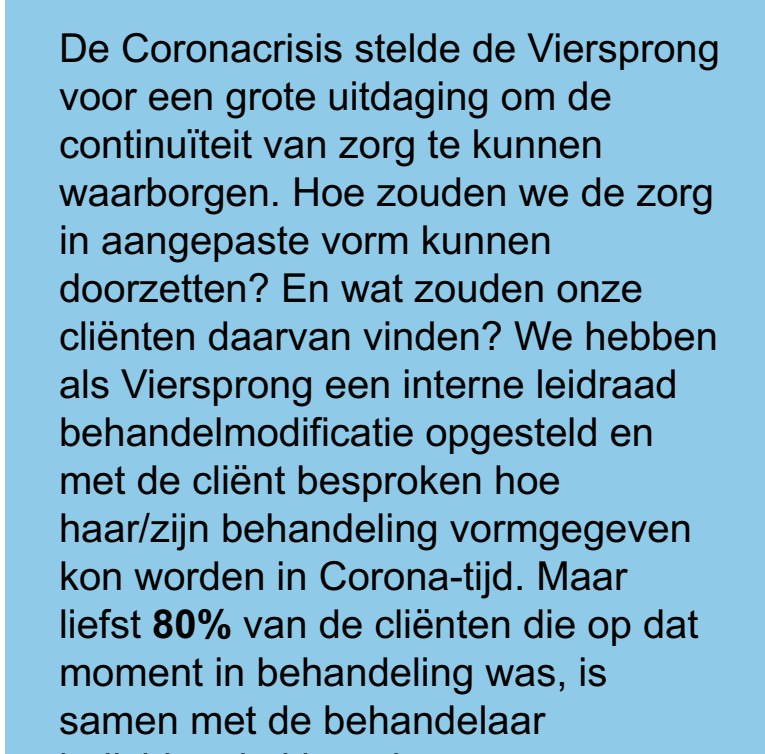 De Coronacrisis stelde de Viersprong
voor een grote uitdaging om de
continuïteit van zorg te kunnen
waarborgen. Hoe zouden we de zorg
in aangepaste vorm kunnen
doorzetten? En wat zouden onze
cliënten daarvan vinden? We hebben
als Viersprong een interne leidraad
behandelmodificatie opgesteld en
met de cliënt besproken hoe
haar/zijn behandeling vormgegeven
kon worden in Corona-tijd. Maar
liefst 80% van de cliënten die op dat
moment in behandeling was, is
samen met de behandelaar